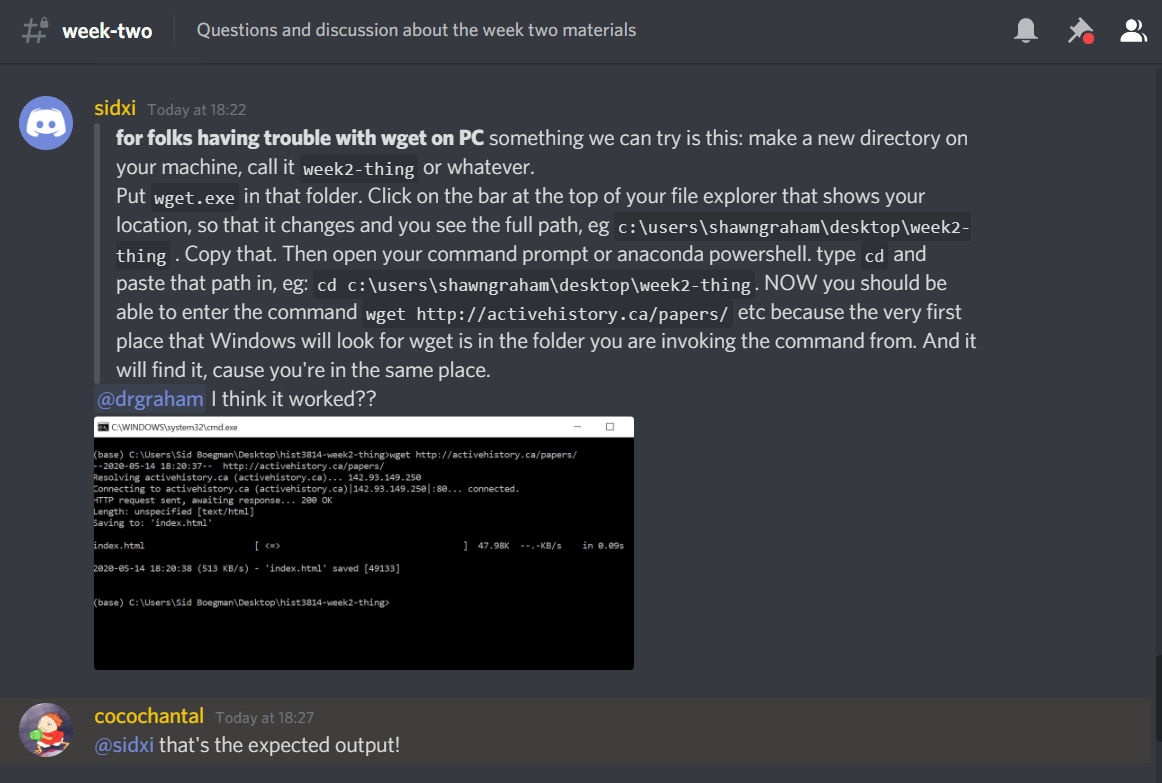 week-two Questions and discussion about the week two materials
sidxi Today at 18:22
for folks having trouble with wget on PC something we can try is this: make a new directory on
your machine, call it week2-thing or whatever.
Put wget.exe in that folder. Click on the bar at the top of your file explorer that shows your
location, so that it changes and you see the full path, eg c:\users\shawngraham\desktop\week2-
thing . Copy that. Then open your command prompt or anaconda powershell. type cd and
paste that path in, eg: cd c:\users\shawngraham\desktop\week2-thing. NOW you should be
able to enter the command wget http://activehistory.ca/papers/ etc because the very first
place that Windows will look for wget is in the folder you are invoking the command from. And it
will find it, cause you're in the same place.
@drgraham I think it worked??
C:\WINDOWS\system32\cmd.exe
(base) C:\Users\Sid Boegman\Desktop\hist3814-week2-thing>wget http://activehistory.ca/papers/
--2020-05-14 18:20:37-- http://activehistory.ca/papers/
Resolving activehistory.ca (activehistory.ca)... 142.93.149.250
Connecting to activehistory.ca (activehistory.ca)|142.93.149.250|:80... connected.
HTTP request sent, awaiting response... 200 OK
Length: unspecified [text/html]
Saving to: 'index.html'
index.html [ <=> ] 47.98K --.-KB/s in 0.09s
2020-05-14 18:20:38 (513 KB/s) - 'index.html' saved [49133]
(base) C:\Users\Sid Boegman\Desktop\hist3814-week2-thing>
cocochantal Today at 18:27
@sidxi that's the expected output!